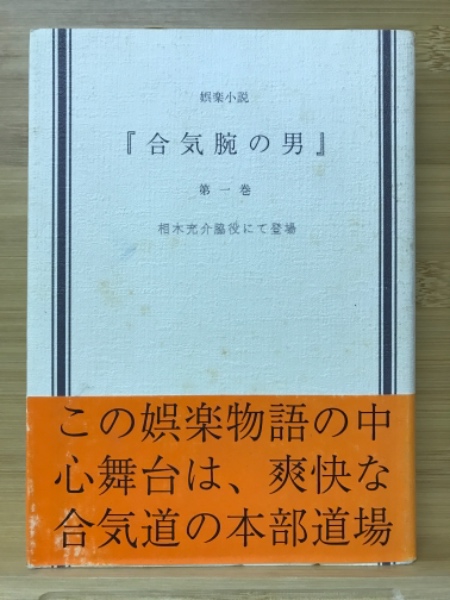 娯楽小説
『合気腕の男』
第一巻
相木充介脇役にて登場
この娯楽物語の中
心舞台は、爽快な
合気道の本部道場